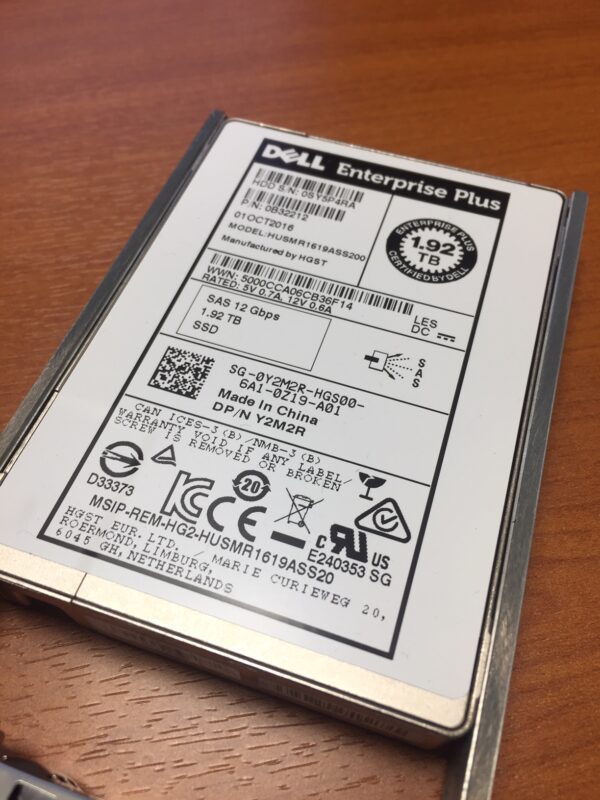 DELL Enterprise Plus
HDD S/N: 0SY5P4RA
P/N: 0B32212
01OCT2016
MODEL:HUSMR1619ASS200
Manufactured by HGST
ENTERPRISE PLUS
1.92
TB
CERTIFIED BY DELL
WWN: 5000CCA06CB36F14
RATED: 5V 0.7A, 12V 0.6A
LES
DC
SAS 12 Gbps
1.92 TB
SSD
SAS
SG-0Y2M2R-HGS00-
6A1-0Z19-A01
Made In China
DP/N Y2M2R
CAN ICES-3(B)/NMB-3(B)
WARRANTY VOID IF ANY LABEL/
SCREW IS REMOVED OR BROKEN
D33373
20
CE
c RU US
E240353 SG
MSIP-REM-HG2-HUSMR1619ASS20
HGST EUR.LTD. / MARIE CURIEWEG 20,
ROERMOND, LIMBURG,
6045 GH, NETHERLANDS